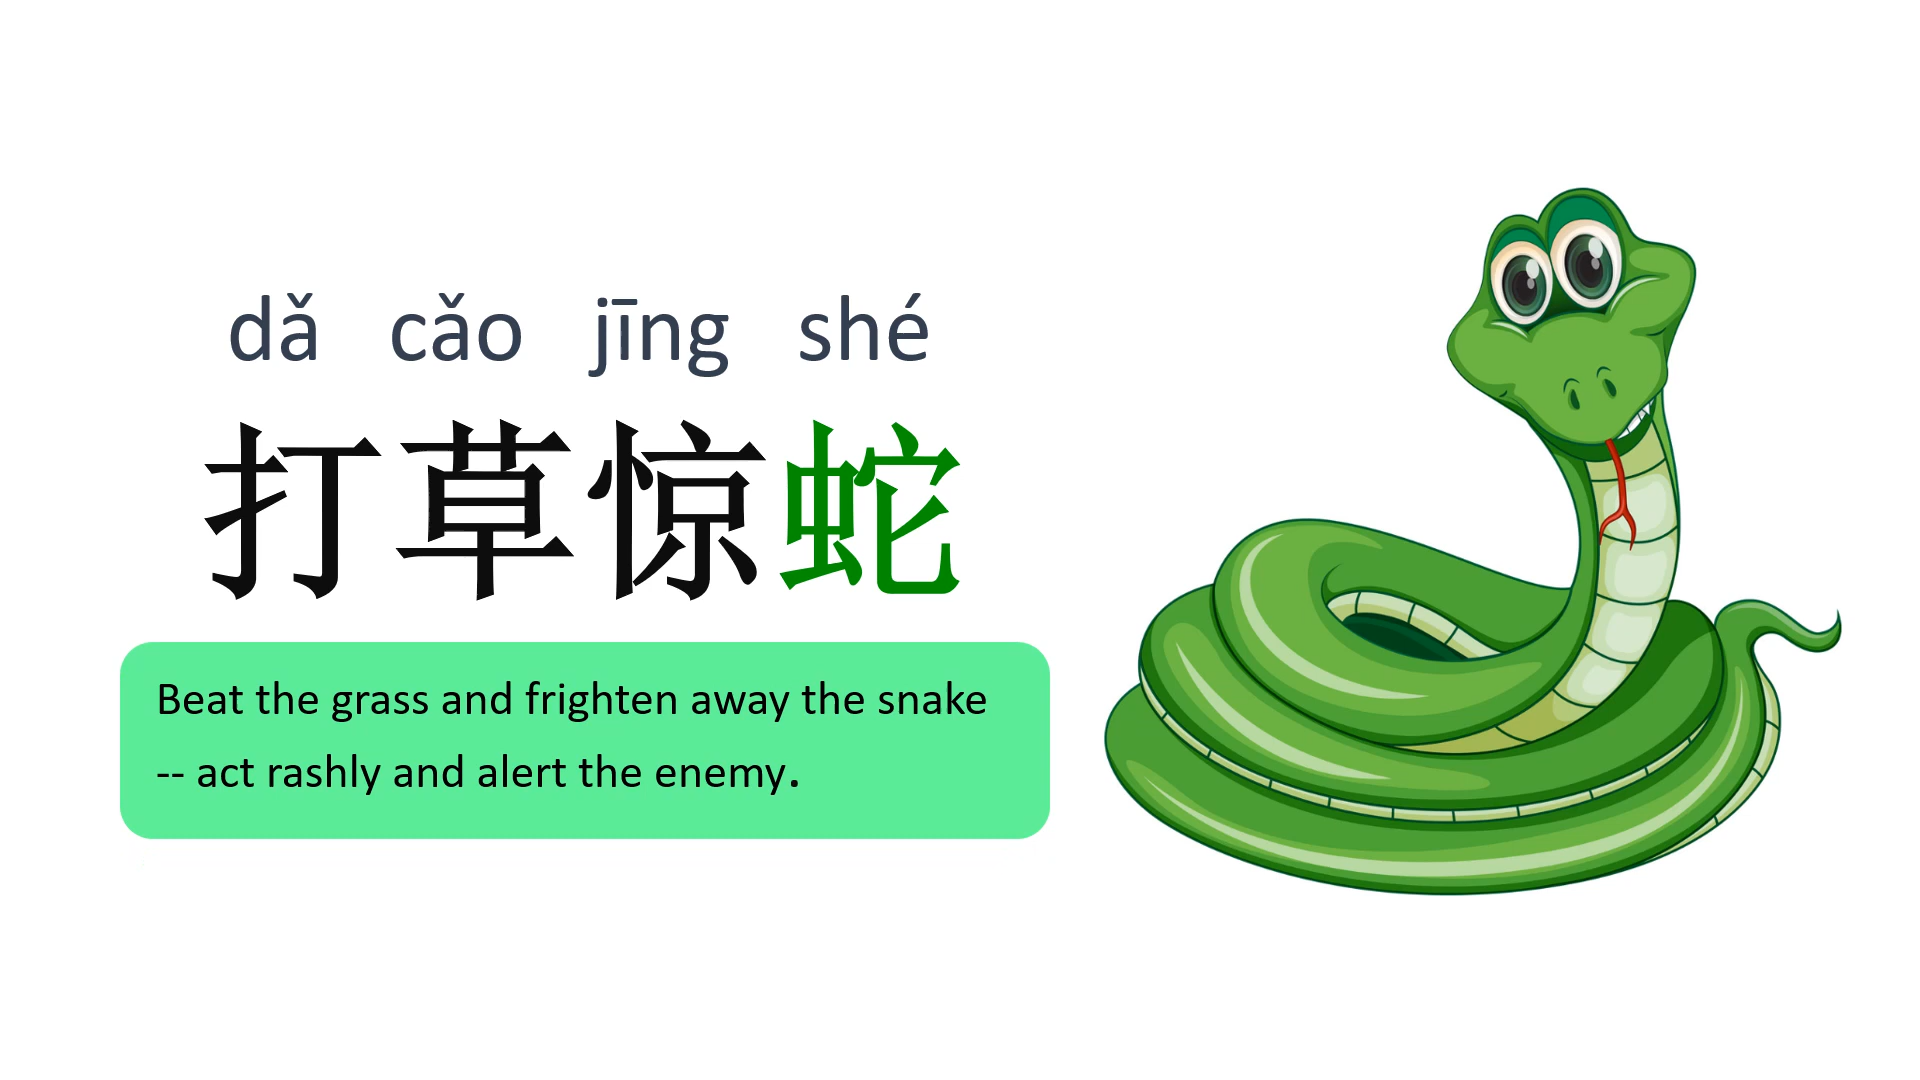 dǎ cǎo jīng shé
打草惊蛇
Beat the grass and frighten away the snake
-- act rashly and alert the enemy.